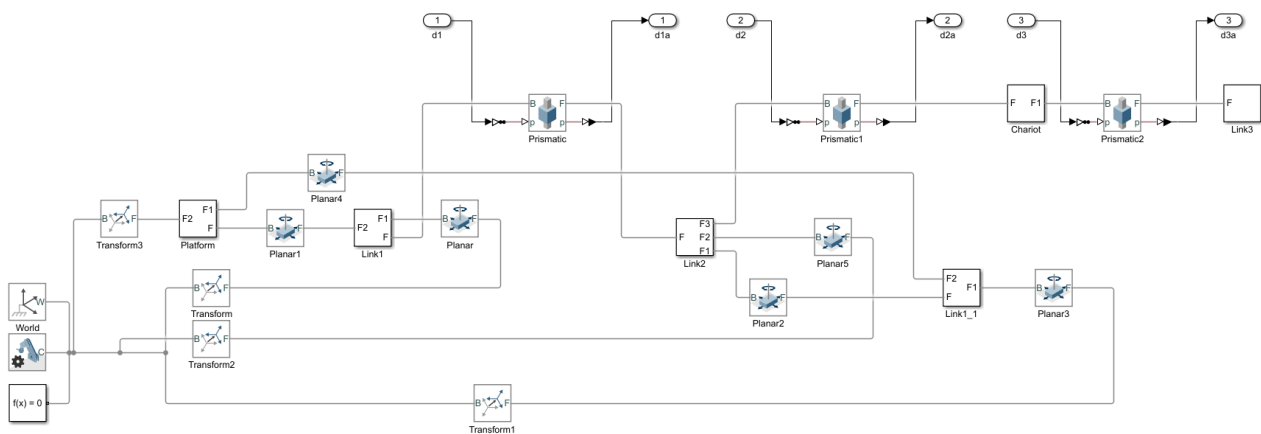 1 1 2 2 3 3
d1 d1a d2 d2a d3 d3a
B F B F F F1 B F F
p p p p p p
Prismatic Prismatic1 Chariot Prismatic2 Link3
B F
Planar4
B F F2 F1 F B F F2 F1 F B F
Transform3 Platform Planar1 Link1 Planar
F F3 F2 F1 B F
Link2 Planar5
W B F B F F2 F F1 B F
World Transform Planar2 Link1_1 Planar3
C B F
Transform2
f(x) = 0 B F
Transform1